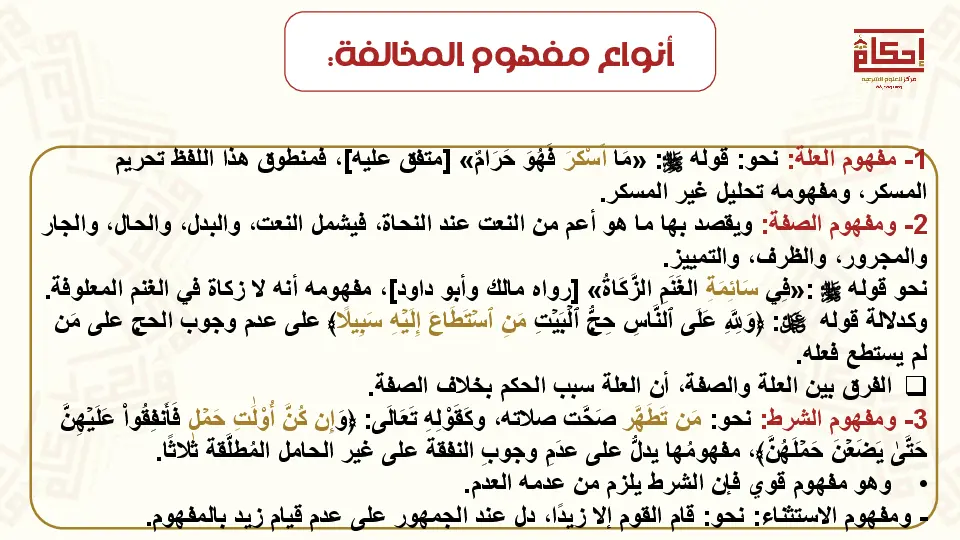 أنواع مفهوم المخالفة:
إحكام
مركز للعلوم الشرعية
1- مفهوم العلة: نحو: قوله ﷺ: «مَا أَسْكرَ فَهُوَ حَرَامٌ» [متفق عليه]، فمنطوق هذا اللفظ تحريم
المسكر، ومفهومه تحليل غير المسكر.
2- ومفهوم الصفة: ويقصد بها ما هو أعم من النعت عند النحاة، فيشمل النعت، والبدل، والحال، والجار
والمجرور، والظرف، والتمييز.
نحو قوله ﷺ :«في سَائِمَةِ الغَنَمِ الزَّكَاةُ» [رواه مالك وأبو داود]، مفهومه أنه لا زكاة في الغنم المعلوفة.
وكدلالة قوله ﷻ: ﴿وَلِلَّهِ عَلَى ٱلنَّاسِ حِجُّ ٱلۡبَيۡتِ مَنِ ٱسۡتَطَاعَ إِلَيۡهِ سَبِيلٗا﴾ على عدم وجوب الحج على مَن
لم يستطع فعله.
❑ الفرق بين العلة والصفة، أن العلة سبب الحكم بخلاف الصفة.
3- ومفهوم الشرط: نحو: مَن تَطَهَّر صَحَّت صلاته، وكَقَوْلِهِ تَعَالَى: ﴿وَإِن كُنَّ أُوْلَٰتِ حَمۡلٖ فَأَنفِقُواْ عَلَيۡهِنَّ
حَتَّىٰ يَضَعۡنَ حَمۡلَهُنَّ﴾، مفهومُها يدلُّ على عدَمِ وجوبِ النفقة على غير الحامل المُطلَّقة ثلاثًا.
• وهو مفهوم قوي فإن الشرط يلزم من عدمه العدم.
- ومفهوم الاستثناء: نحو: قام القوم إلا زيدًا، دل عند الجمهور على عدم قيام زيد بالمفهوم.